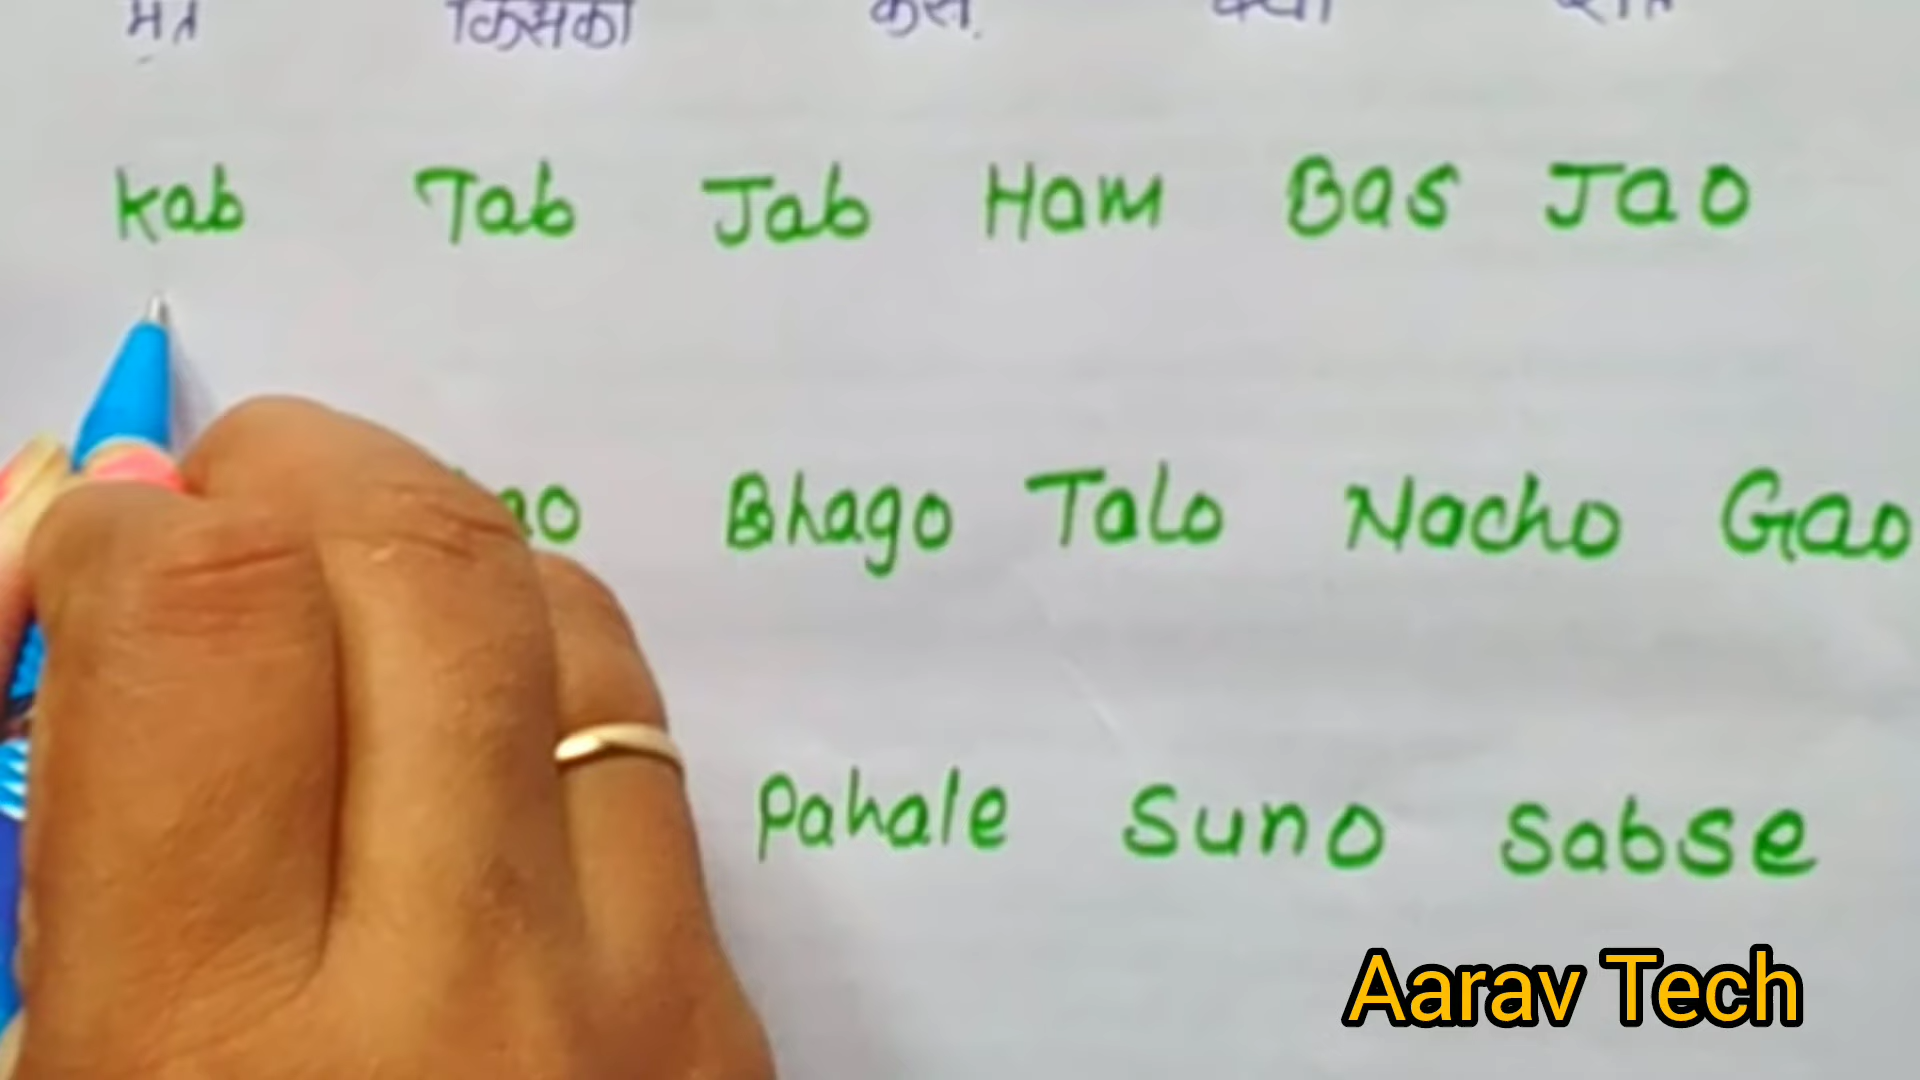 किसको
Kab Tab Jab Ham Bas Jao
Bhago Talo Nacho Gao
Pahale Suno Sabse
Aarav Tech